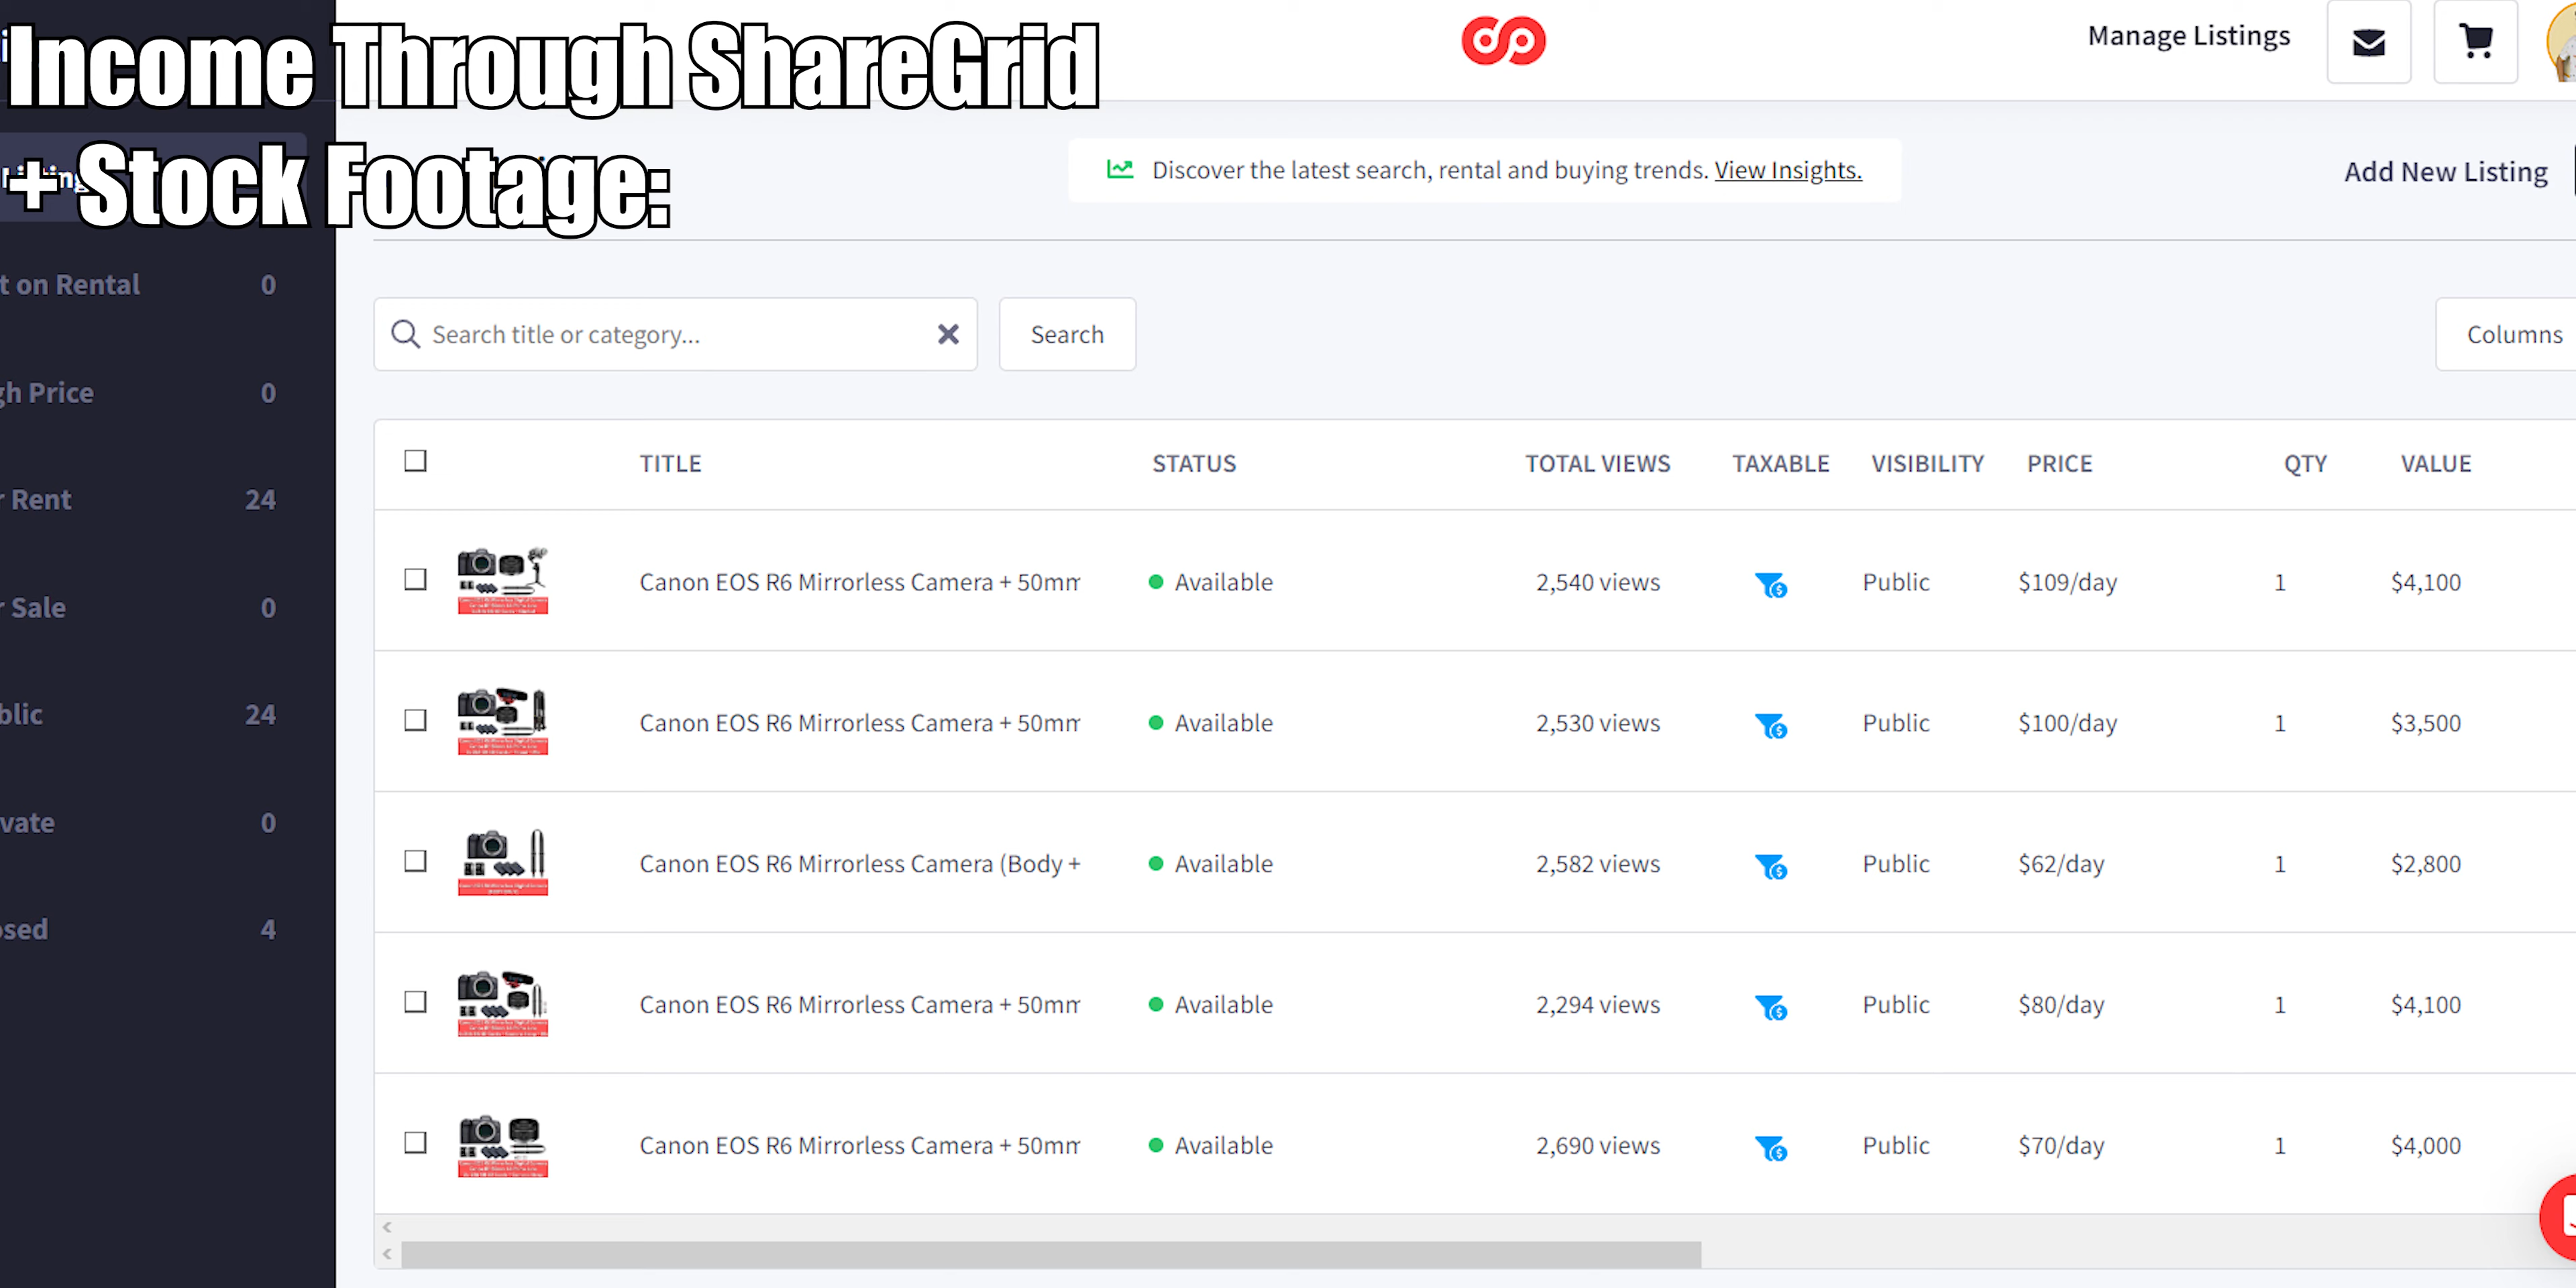 Income Through ShareGrid
+ Stock Footage:
Manage Listings
Discover the latest search, rental and buying trends. View Insights.
Add New Listing
t on Rental 0
gh Price 0
r Rent 24
r Sale 0
blic 24
vate 0
osed 4
Search title or category...
Search
Columns
TITLE STATUS TOTAL VIEWS TAXABLE VISIBILITY PRICE QTY VALUE
Canon EOS R6 Mirrorless Camera + 50mm Available 2,540 views Public $109/day 1 $4,100
Canon EOS R6 Mirrorless Camera + 50mm Available 2,530 views Public $100/day 1 $3,500
Canon EOS R6 Mirrorless Camera (Body + Available 2,582 views Public $62/day 1 $2,800
Canon EOS R6 Mirrorless Camera + 50mm Available 2,294 views Public $80/day 1 $4,100
Canon EOS R6 Mirrorless Camera + 50mm Available 2,690 views Public $70/day 1 $4,000